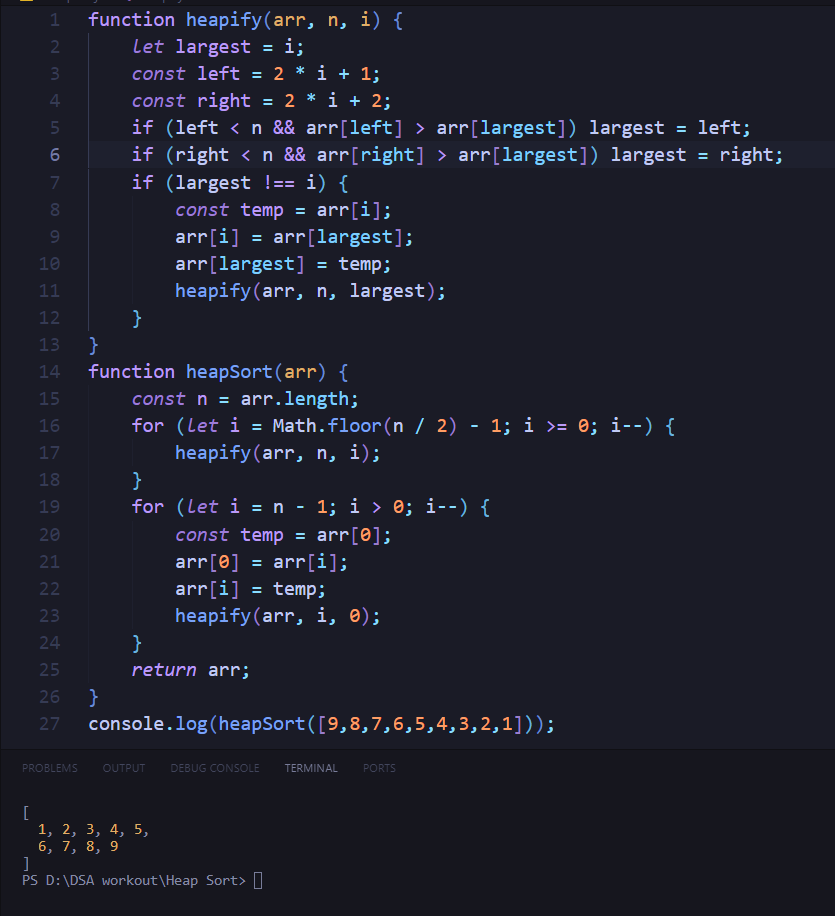 1 function heapify(arr, n, i) {
2 let largest = i;
3 const left = 2 * i + 1;
4 const right = 2 * i + 2;
5 if (left < n && arr[left] > arr[largest]) largest = left;
6 if (right < n && arr[right] > arr[largest]) largest = right;
7 if (largest !== i) {
8 const temp = arr[i];
9 arr[i] = arr[largest];
10 arr[largest] = temp;
11 heapify(arr, n, largest);
12 }
13 }
14 function heapSort(arr) {
15 const n = arr.length;
16 for (let i = Math.floor(n / 2) - 1; i >= 0; i--) {
17 heapify(arr, n, i);
18 }
19 for (let i = n - 1; i > 0; i--) {
20 const temp = arr[0];
21 arr[0] = arr[i];
22 arr[i] = temp;
23 heapify(arr, i, 0);
24 }
25 return arr;
26 }
27 console.log(heapSort([9,8,7,6,5,4,3,2,1]));
PROBLEMS OUTPUT DEBUG CONSOLE TERMINAL PORTS
[
1, 2, 3, 4, 5,
6, 7, 8, 9
]
PS D:\DSA workout\Heap Sort>